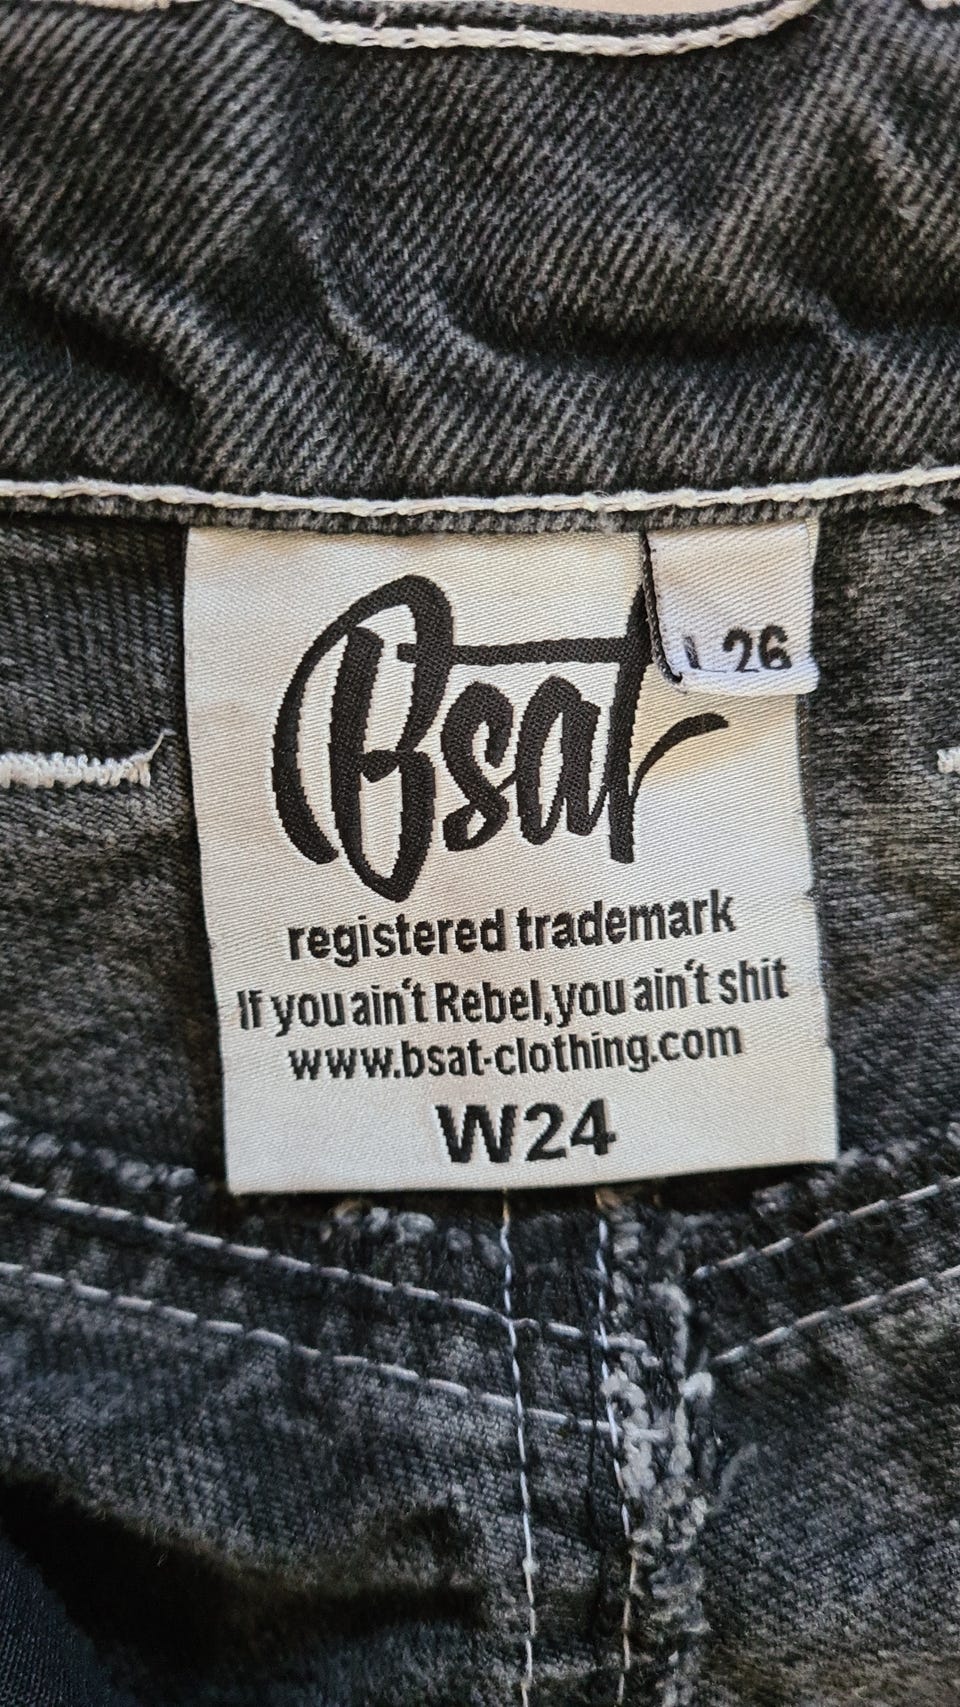 Bsat
L 26
registered trademark
If you ain't Rebel,you ain't shit
www.bsat-clothing.com
W24